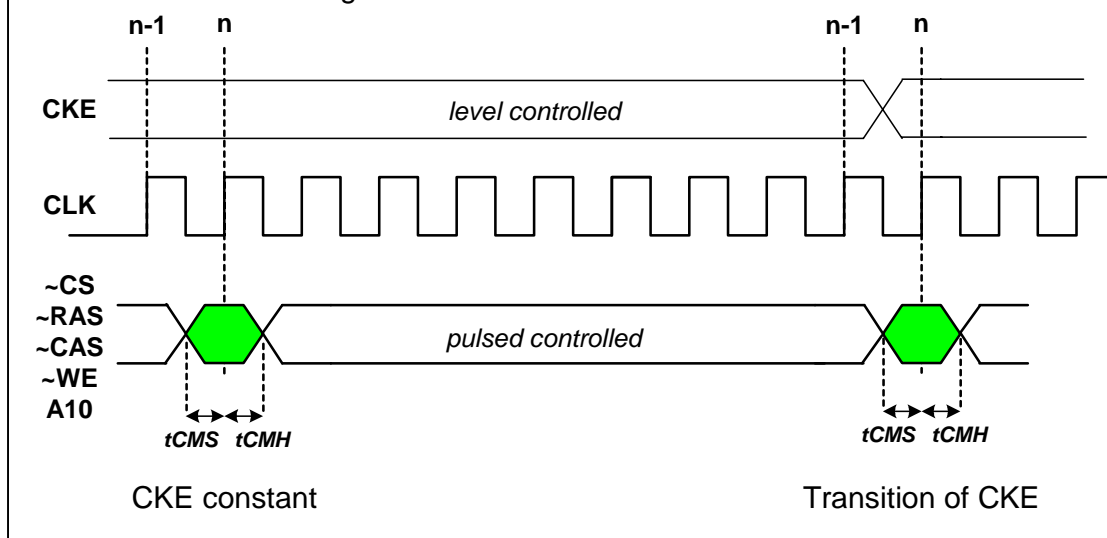 n-1 n n-1 n
CKE level controlled
CLK
~CS
~RAS
~CAS
~WE
A10
pulsed controlled
tCMS tCMH tCMS tCMH
CKE constant Transition of CKE